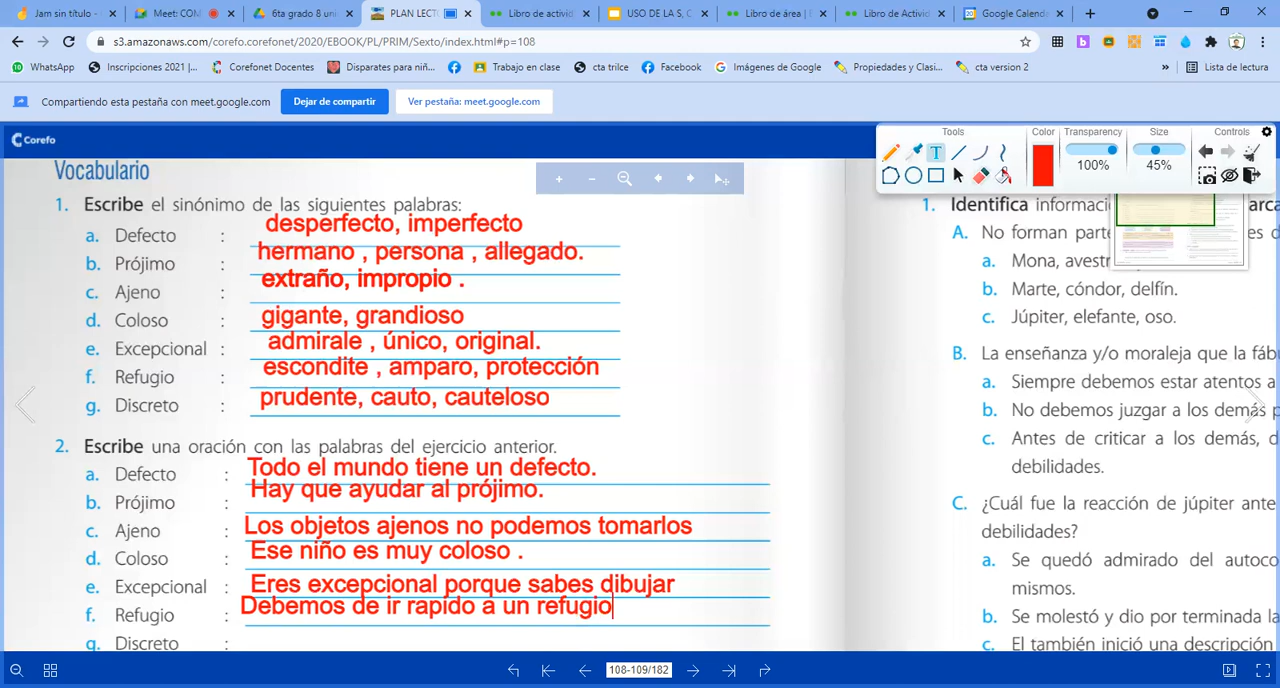 Jam sin título -
Meet: CON
6ta grado 8 uni
PLAN LECT
Libro de activid
USO DE LA S, C
Libro de área | E
Libro de Activid
Google Calenda
s3.amazonaws.com/corefo.corefonet/2020/EBOOK/PL/PRIM/Sexto/index.html#p=108
WhatsApp
Inscripciones 2021 |...
Corefonet Docentes
Disparates para niñ...
Trabajo en clase
cta trilce
Facebook
Imágenes de Google
Propiedades y Clasi...
cta version 2
»
Lista de lectura
Compartiendo esta pestaña con meet.google.com
Dejar de compartir
Ver pestaña: meet.google.com
Corefo
Tools
Color
Transparency
Size
Controls
100%
45%
Vocabulario
1. Escribe el sinónimo de las siguientes palabras:
a. Defecto : desperfecto, imperfecto
b. Prójimo : hermano , persona , allegado.
c. Ajeno : extraño, impropio .
d. Coloso : gigante, grandioso
e. Excepcional : admirale , único, original.
f. Refugio : escondite , amparo, protección
g. Discreto : prudente, cauto, cauteloso
2. Escribe una oración con las palabras del ejercicio anterior.
a. Defecto : Todo el mundo tiene un defecto.
b. Prójimo : Hay que ayudar al prójimo.
c. Ajeno : Los objetos ajenos no podemos tomarlos
d. Coloso : Ese niño es muy coloso .
e. Excepcional : Eres excepcional porque sabes dibujar
f. Refugio : Debemos de ir rapido a un refugio
g. Discreto :
1. Identifica informaci arca
A. No forman parte es d
a. Mona, avestr
b. Marte, cóndor, delfín.
c. Júpiter, elefante, oso.
B. La enseñanza y/o moraleja que la fábu
a. Siempre debemos estar atentos a
b. No debemos juzgar a los demás p
c. Antes de criticar a los demás, d
debilidades.
C. ¿Cuál fue la reacción de júpiter ante
debilidades?
a. Se quedó admirado del autoco
mismos.
b. Se molestó y dio por terminada la
c. El también inició una descripción
108-109/182